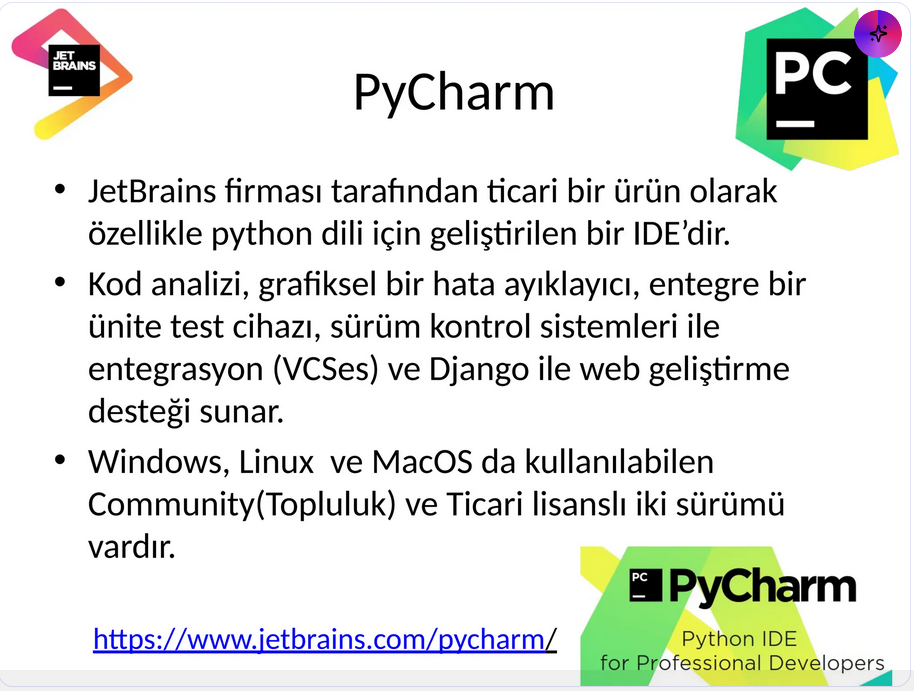 JET
BRAINS
PC
PyCharm
• JetBrains firması tarafından ticari bir ürün olarak
özellikle python dili için geliştirilen bir IDE’dir.
• Kod analizi, grafiksel bir hata ayıklayıcı, entegre bir
ünite test cihazı, sürüm kontrol sistemleri ile
entegrasyon (VCSes) ve Django ile web geliştirme
desteği sunar.
• Windows, Linux  ve MacOS da kullanılabilen
Community(Topluluk) ve Ticari lisanslı iki sürümü
vardır.
https://www.jetbrains.com/pycharm/
PC PyCharm
Python IDE
for Professional Developers